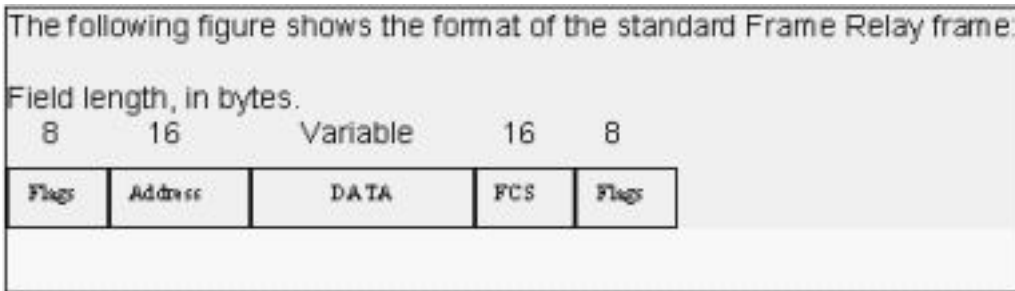 The following figure shows the format of the standard Frame Relay frame:
Field length, in bytes.
8 16 Variable 16 8
Flags Address DATA FCS Flags